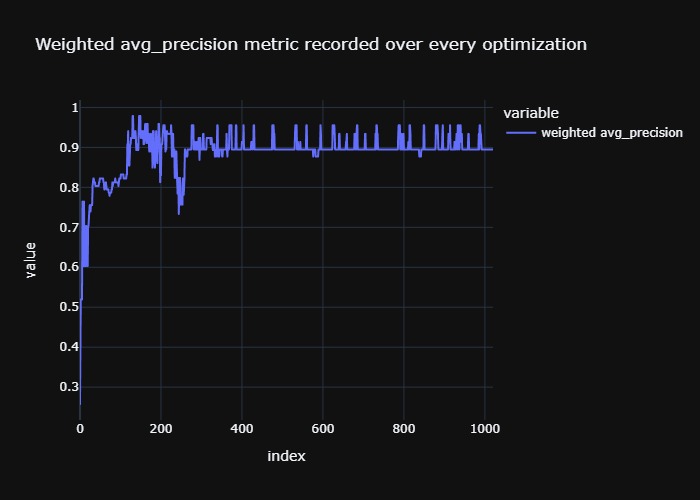 Weighted avg_precision metric recorded over every optimization
variable
weighted avg_precision
value
1
0.9
0.8
0.7
0.6
0.5
0.4
0.3
0
200
400
600
800
1000
index